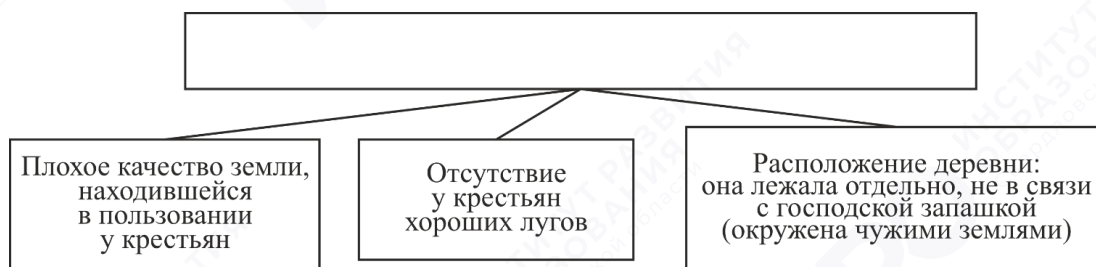 Плохое качество земли,
находившейся
в пользовании
у крестьян
Отсутствие
у крестьян
хороших лугов
Расположение деревни:
она лежала отдельно, не в связи
с господской запашкой
(окружена чужими землями)